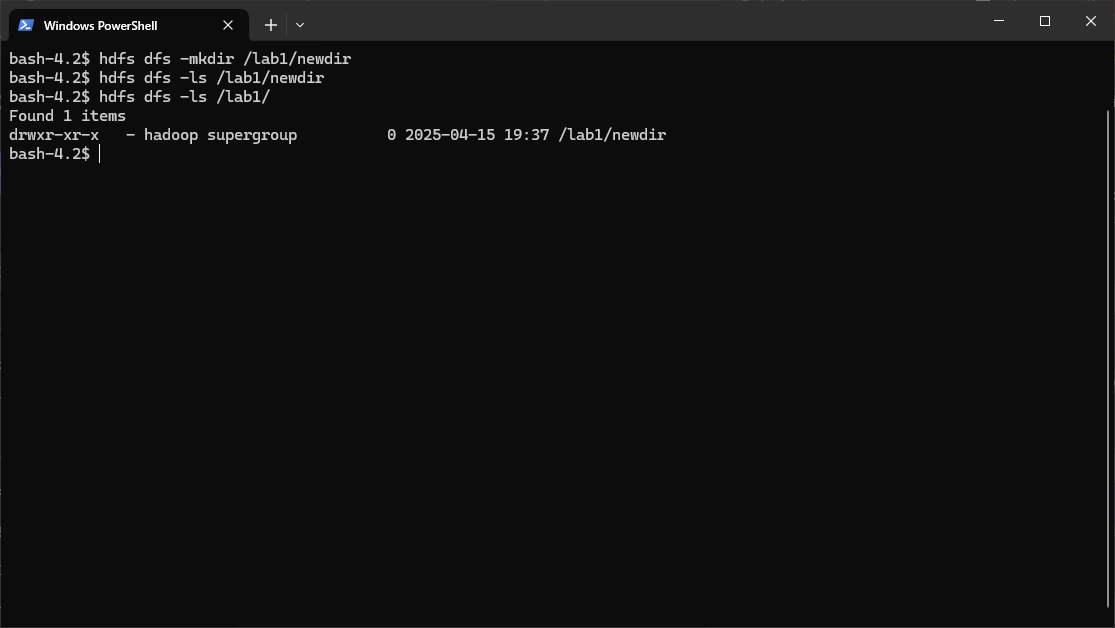 Windows PowerShell
bash-4.2$ hdfs dfs -mkdir /lab1/newdir
bash-4.2$ hdfs dfs -ls /lab1/newdir
bash-4.2$ hdfs dfs -ls /lab1/
Found 1 items
drwxr-xr-x   - hadoop supergroup          0 2025-04-15 19:37 /lab1/newdir
bash-4.2$